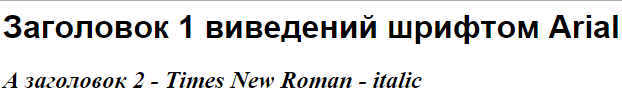 Заголовок 1 виведений шрифтом Arial
А заголовок 2 - Times New Roman - italic